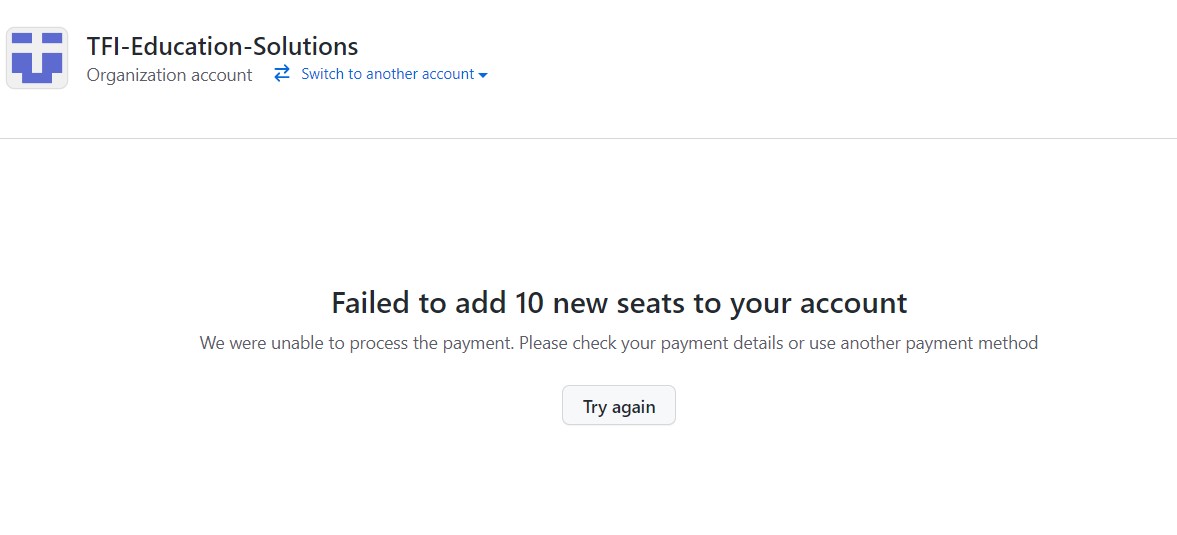 TFI-Education-Solutions
Organization account Switch to another account
Failed to add 10 new seats to your account
We were unable to process the payment. Please check your payment details or use another payment method
Try again